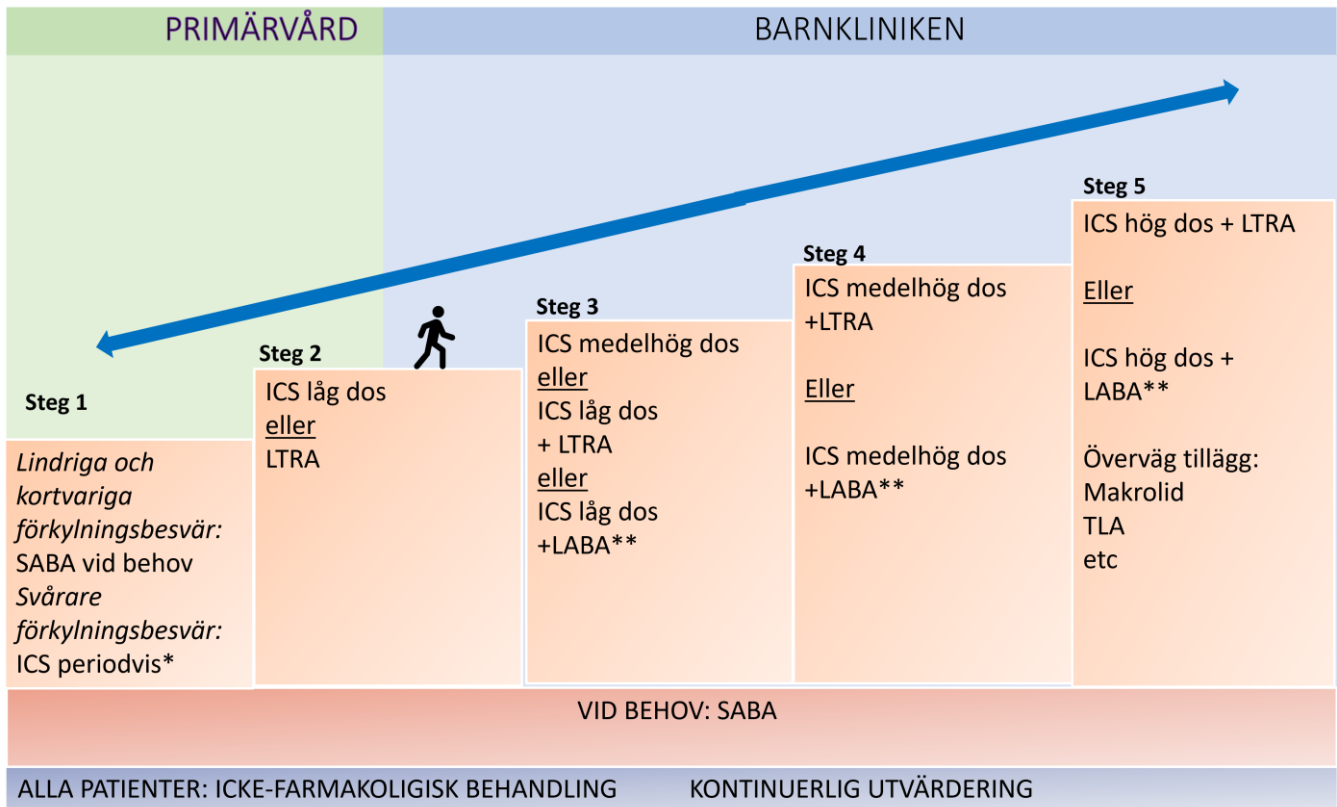 PRIMÄRVÅRD
BARNKLINIKEN
Steg 1
Lindriga och
kortvariga
förkylningsbesvär:
SABA vid behov
Svårare
förkylningsbesvär:
ICS periodvis*
Steg 2
ICS låg dos
eller
LTRA
Steg 3
ICS medelhög dos
eller
ICS låg dos
+ LTRA
eller
ICS låg dos
+LABA**
Steg 4
ICS medelhög dos
+LTRA
Eller
ICS medelhög dos
+LABA**
Steg 5
ICS hög dos + LTRA
Eller
ICS hög dos +
LABA**
Överväg tillägg:
Makrolid
TLA
etc
VID BEHOV: SABA
ALLA PATIENTER: ICKE-FARMAKOLIGISK BEHANDLING KONTINUERLIG UTVÄRDERING